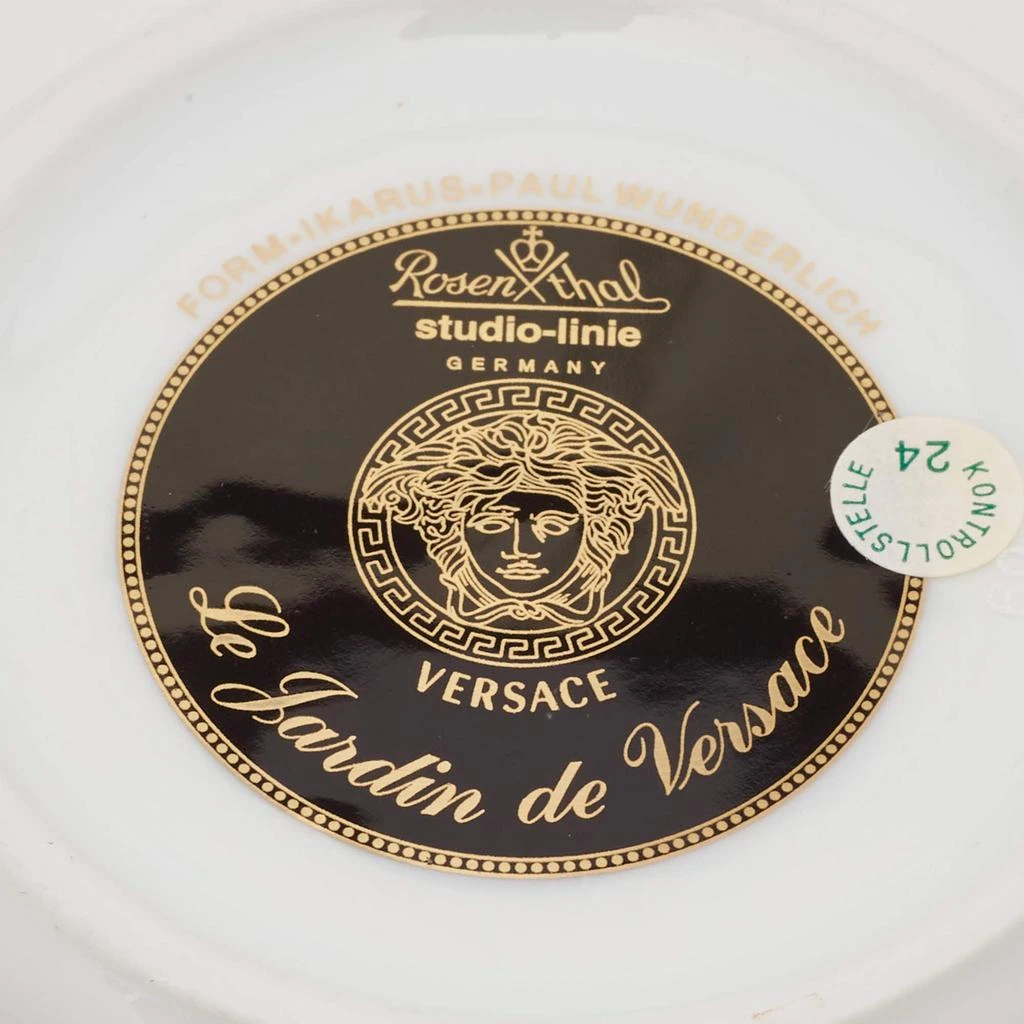 FORM-IKARUS-PAUL WUNDERLICH
Rosenthal
studio-linie
GERMANY
VERSACE
Le Jardin de Versace
KONTROLLSTELLE
24